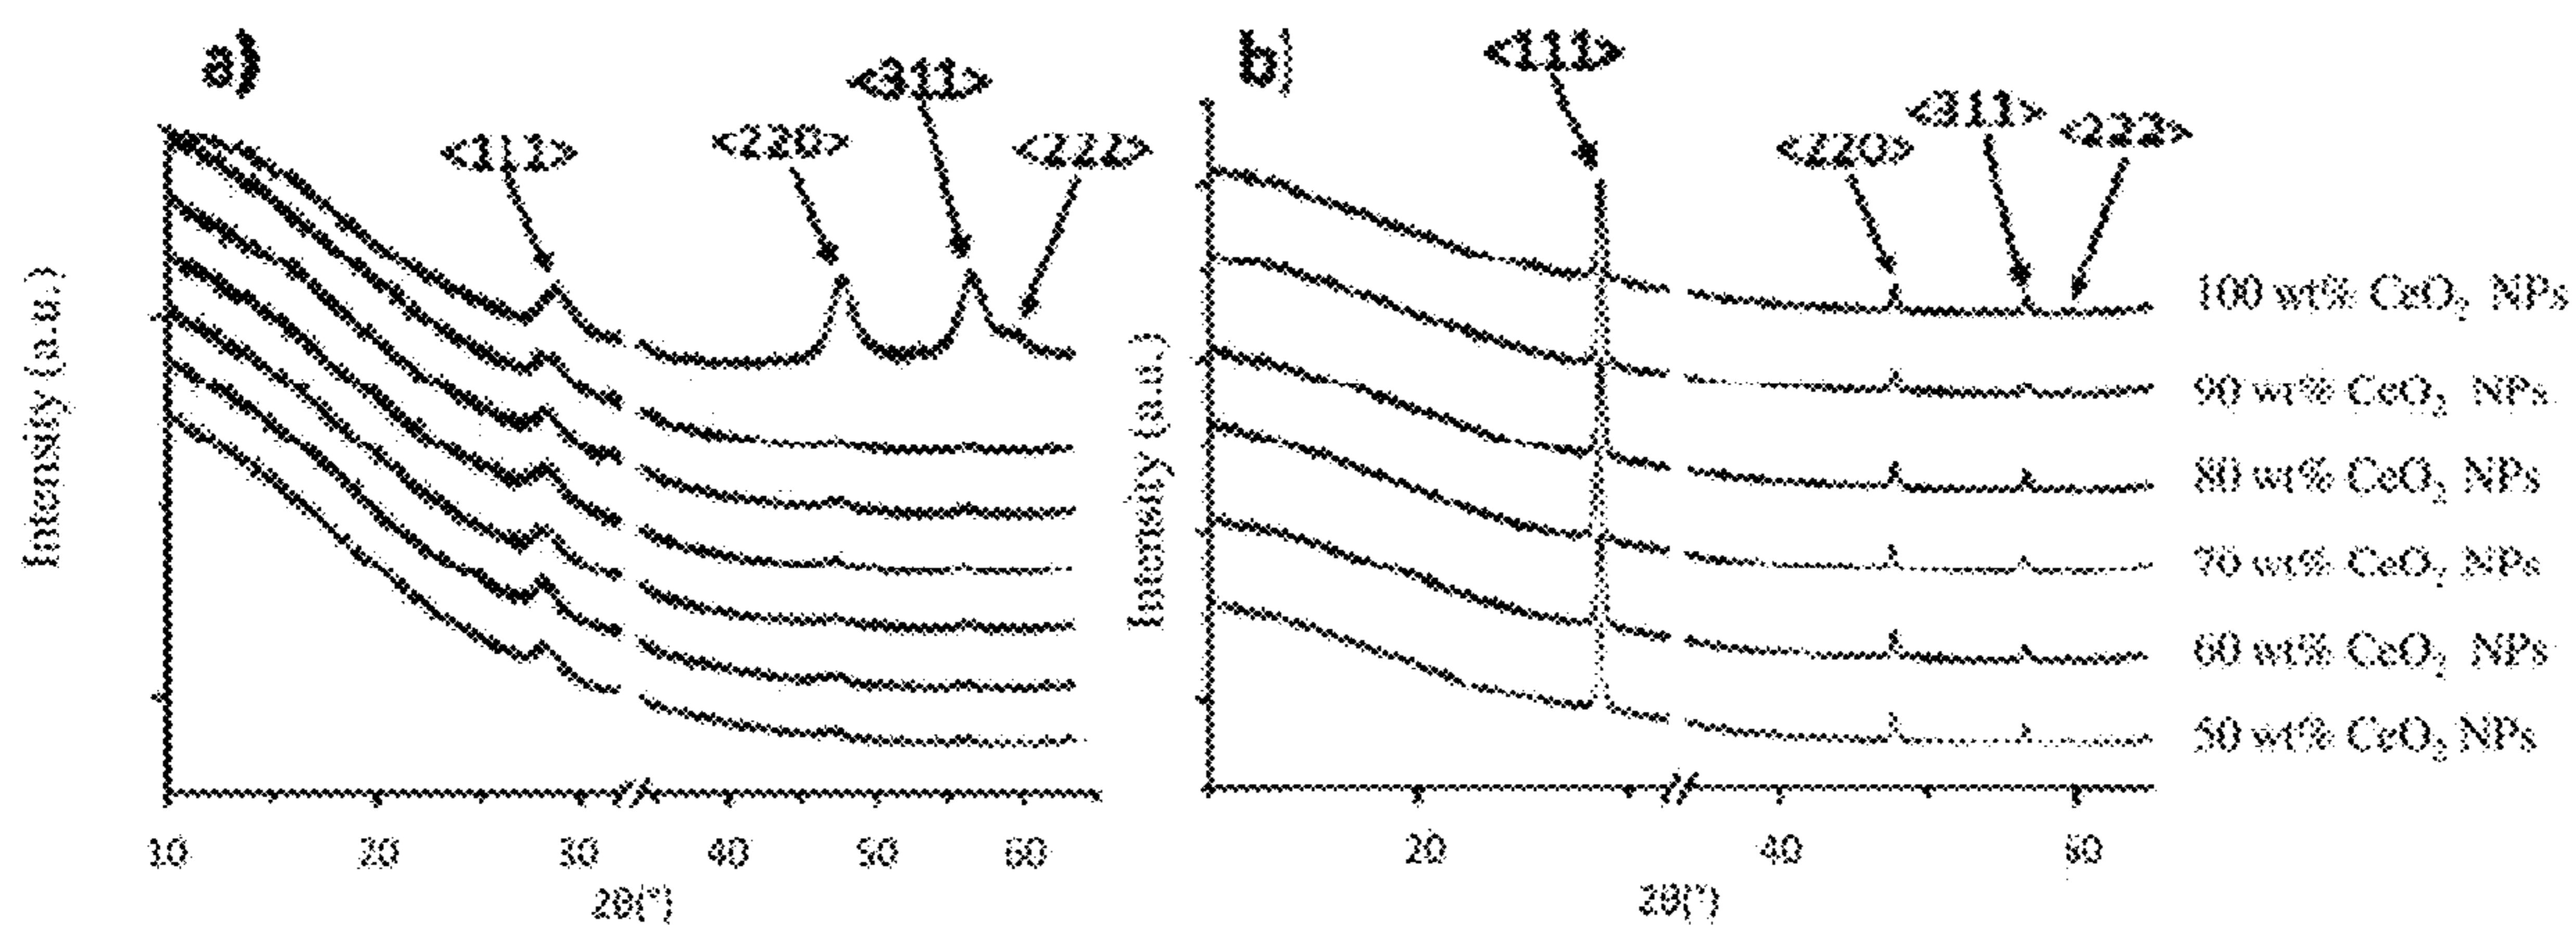 a)
<111>
<220>
<311>
<222>
Intensity (a.u.)
10 20 30 40 50 60
2θ(°)
b)
<111>
<220>
<311>
<222>
Intensity (a.u.)
20 40 60
2θ(°)
100 wt% CeO₂ NPs
90 wt% CeO₂ NPs
80 wt% CeO₂ NPs
70 wt% CeO₂ NPs
60 wt% CeO₂ NPs
50 wt% CeO₂ NPs